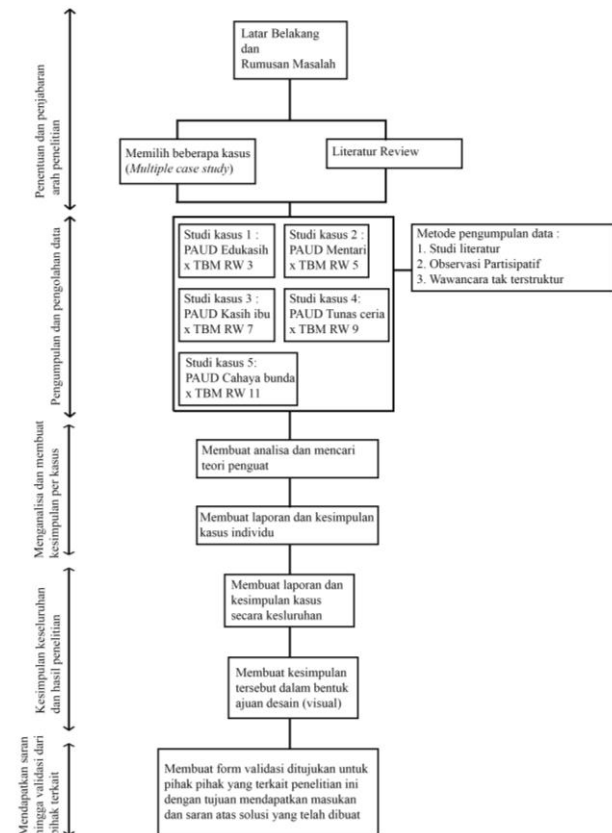 Latar Belakang
dan
Rumusan Masalah
Penentuan dan penjabaran
arah penelitian
Memilih beberapa kasus
(Multiple case study)
Literatur Review
Pengumpulan dan pengolahan data
Studi kasus 1 :
PAUD Edukasih
x TBM RW 3
Studi kasus 2 :
PAUD Mentari
x TBM RW 5
Studi kasus 3 :
PAUD Kasih ibu
x TBM RW 7
Studi kasus 4:
PAUD Tunas ceria
x TBM RW 9
Studi kasus 5:
PAUD Cahaya bunda
x TBM RW 11
Metode pengumpulan data :
1. Studi literatur
2. Observasi Partisipatif
3. Wawancara tak terstruktur
Menganalisa dan membuat
kesimpulan per kasus
Membuat analisa dan mencari
teori penguat
Membuat laporan dan kesimpulan
kasus individu
Kesimpulan keseluruhan
dan hasil penelitian
Membuat laporan dan
kesimpulan kasus
secara kesluruhan
Membuat kesimpulan
tersebut dalam bentuk
ajuan desain (visual)
Mendapatkan saran
hingga validasi dari
pihak terkait
Membuat form validasi ditujukan untuk
pihak pihak yang terkait penelitian ini
dengan tujuan mendapatkan masukan
dan saran atas solusi yang telah dibuat